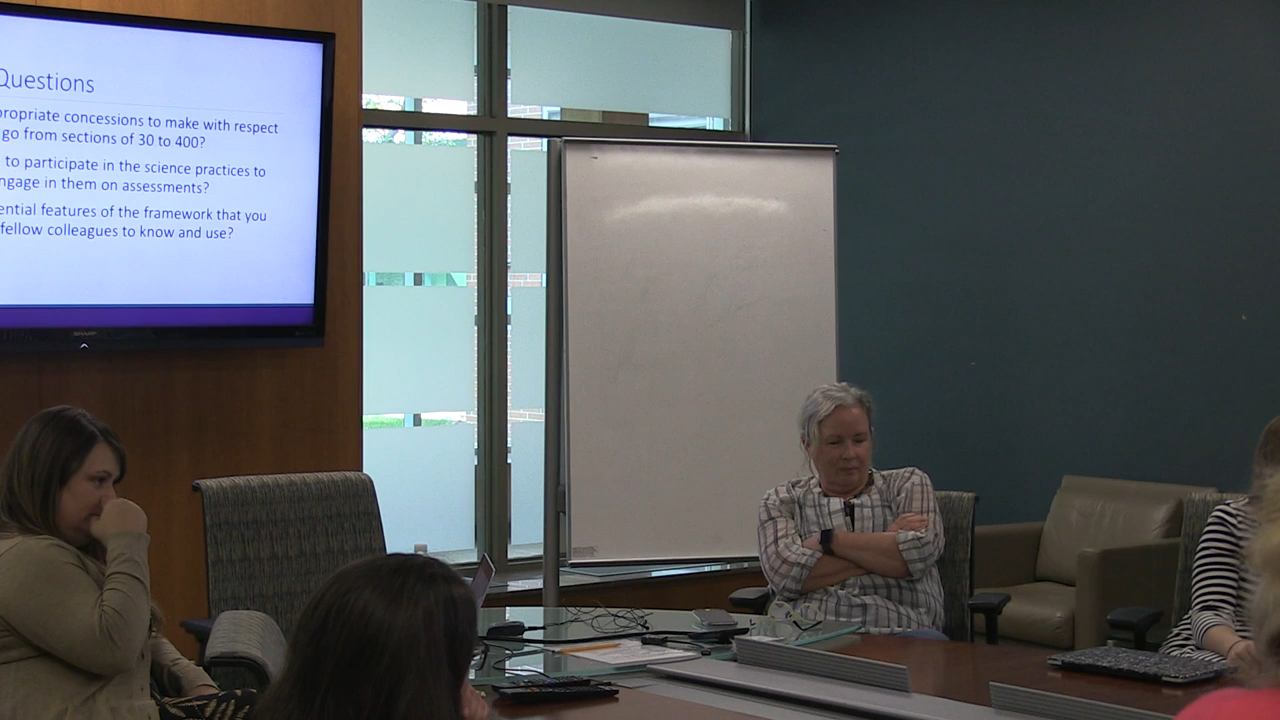 Questions
propriate concessions to make with respect
go from sections of 30 to 400?
to participate in the science practices to
ngage in them on assessments?
ential features of the framework that you
fellow colleagues to know and use?
SHARP